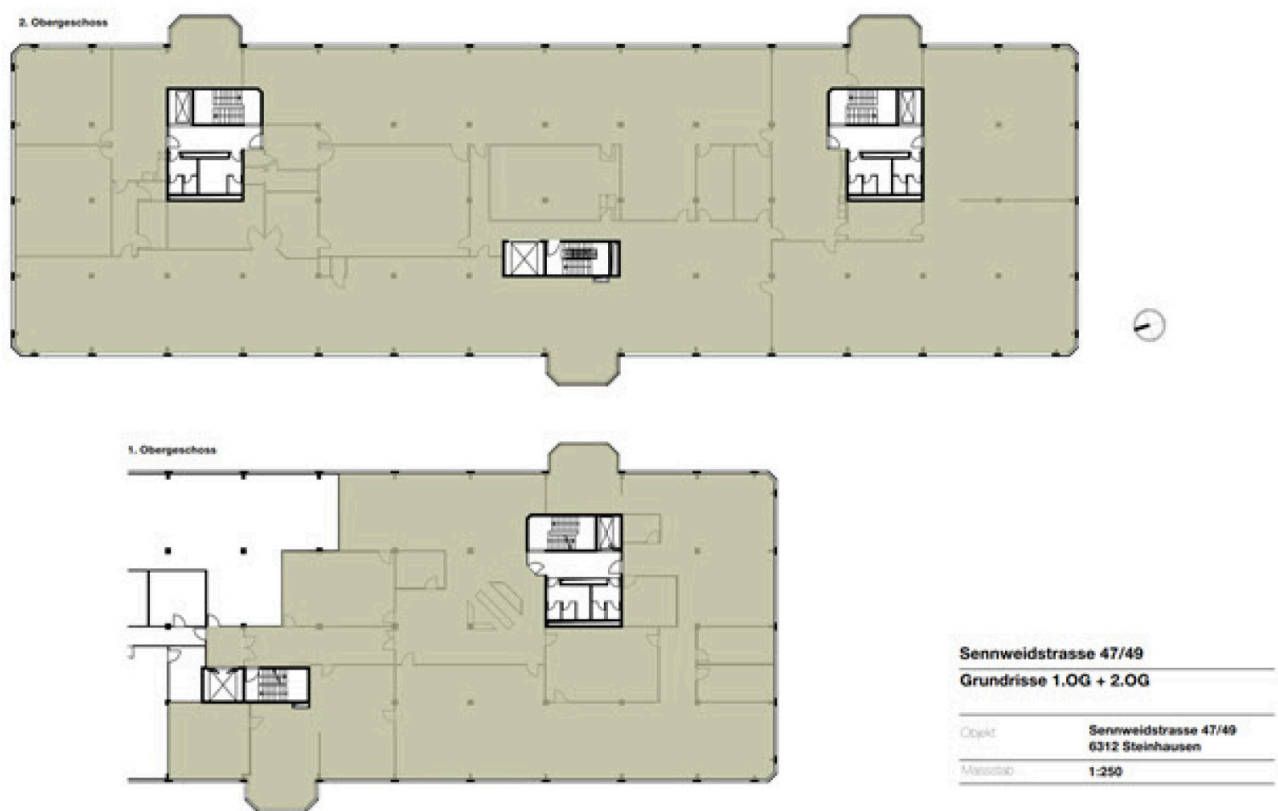 2. Obergeschoss
1. Obergeschoss
Sennweidstrasse 47/49
Grundrisse 1.OG + 2.OG
Objekt Sennweidstrasse 47/49
6312 Steinhausen
Massstab 1:250